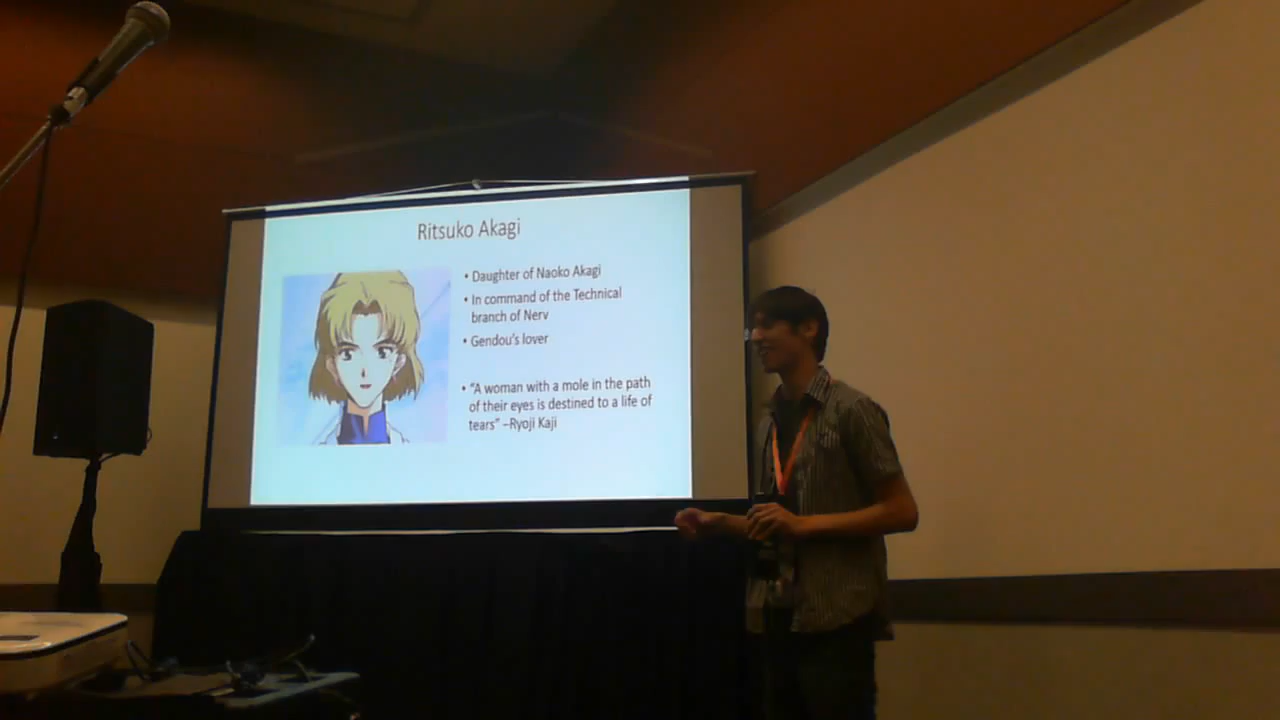 Ritsuko Akagi
• Daughter of Naoko Akagi
• In command of the Technical
branch of Nerv
• Gendou's lover
• “A woman with a mole in the path
of their eyes is destined to a life of
tears” –Ryoji Kaji